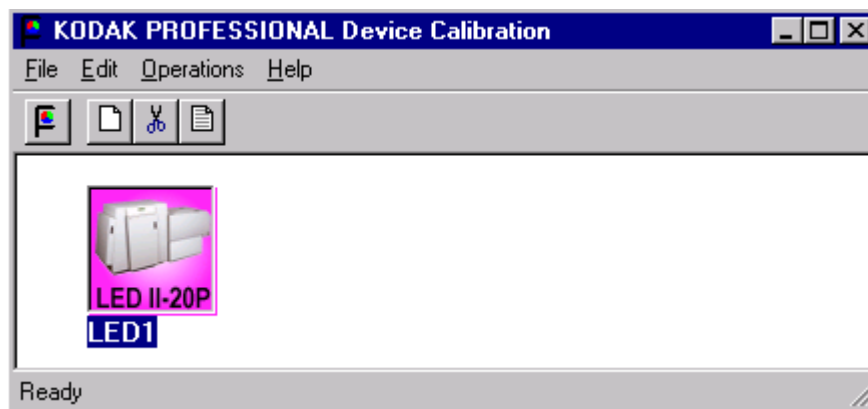 KODAK PROFESSIONAL Device Calibration
File Edit Operations Help
LED II-20P
LED1
Ready